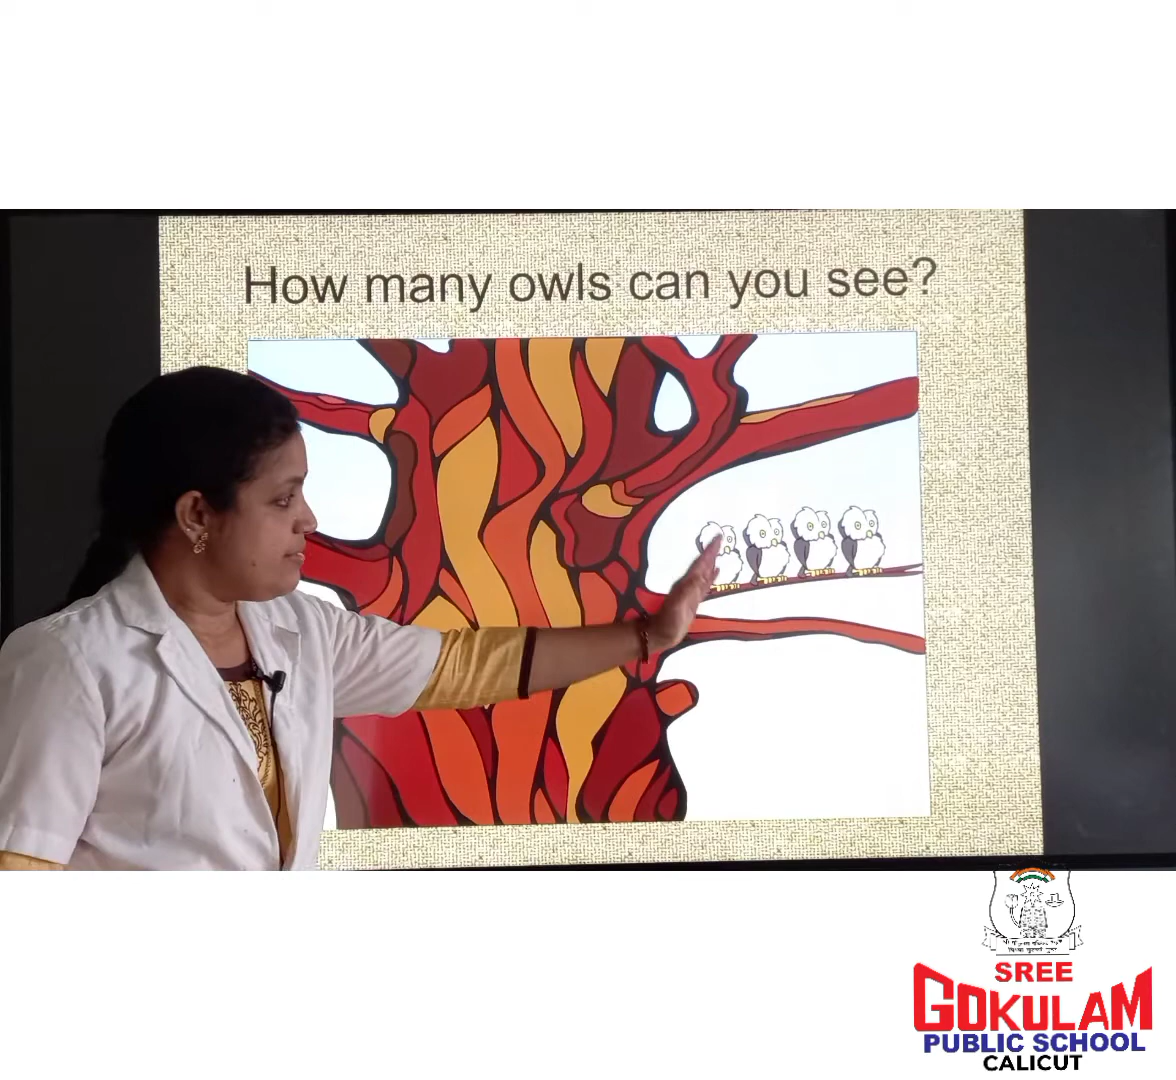 How many owls can you see?
SREE
GOKULAM
PUBLIC SCHOOL
CALICUT